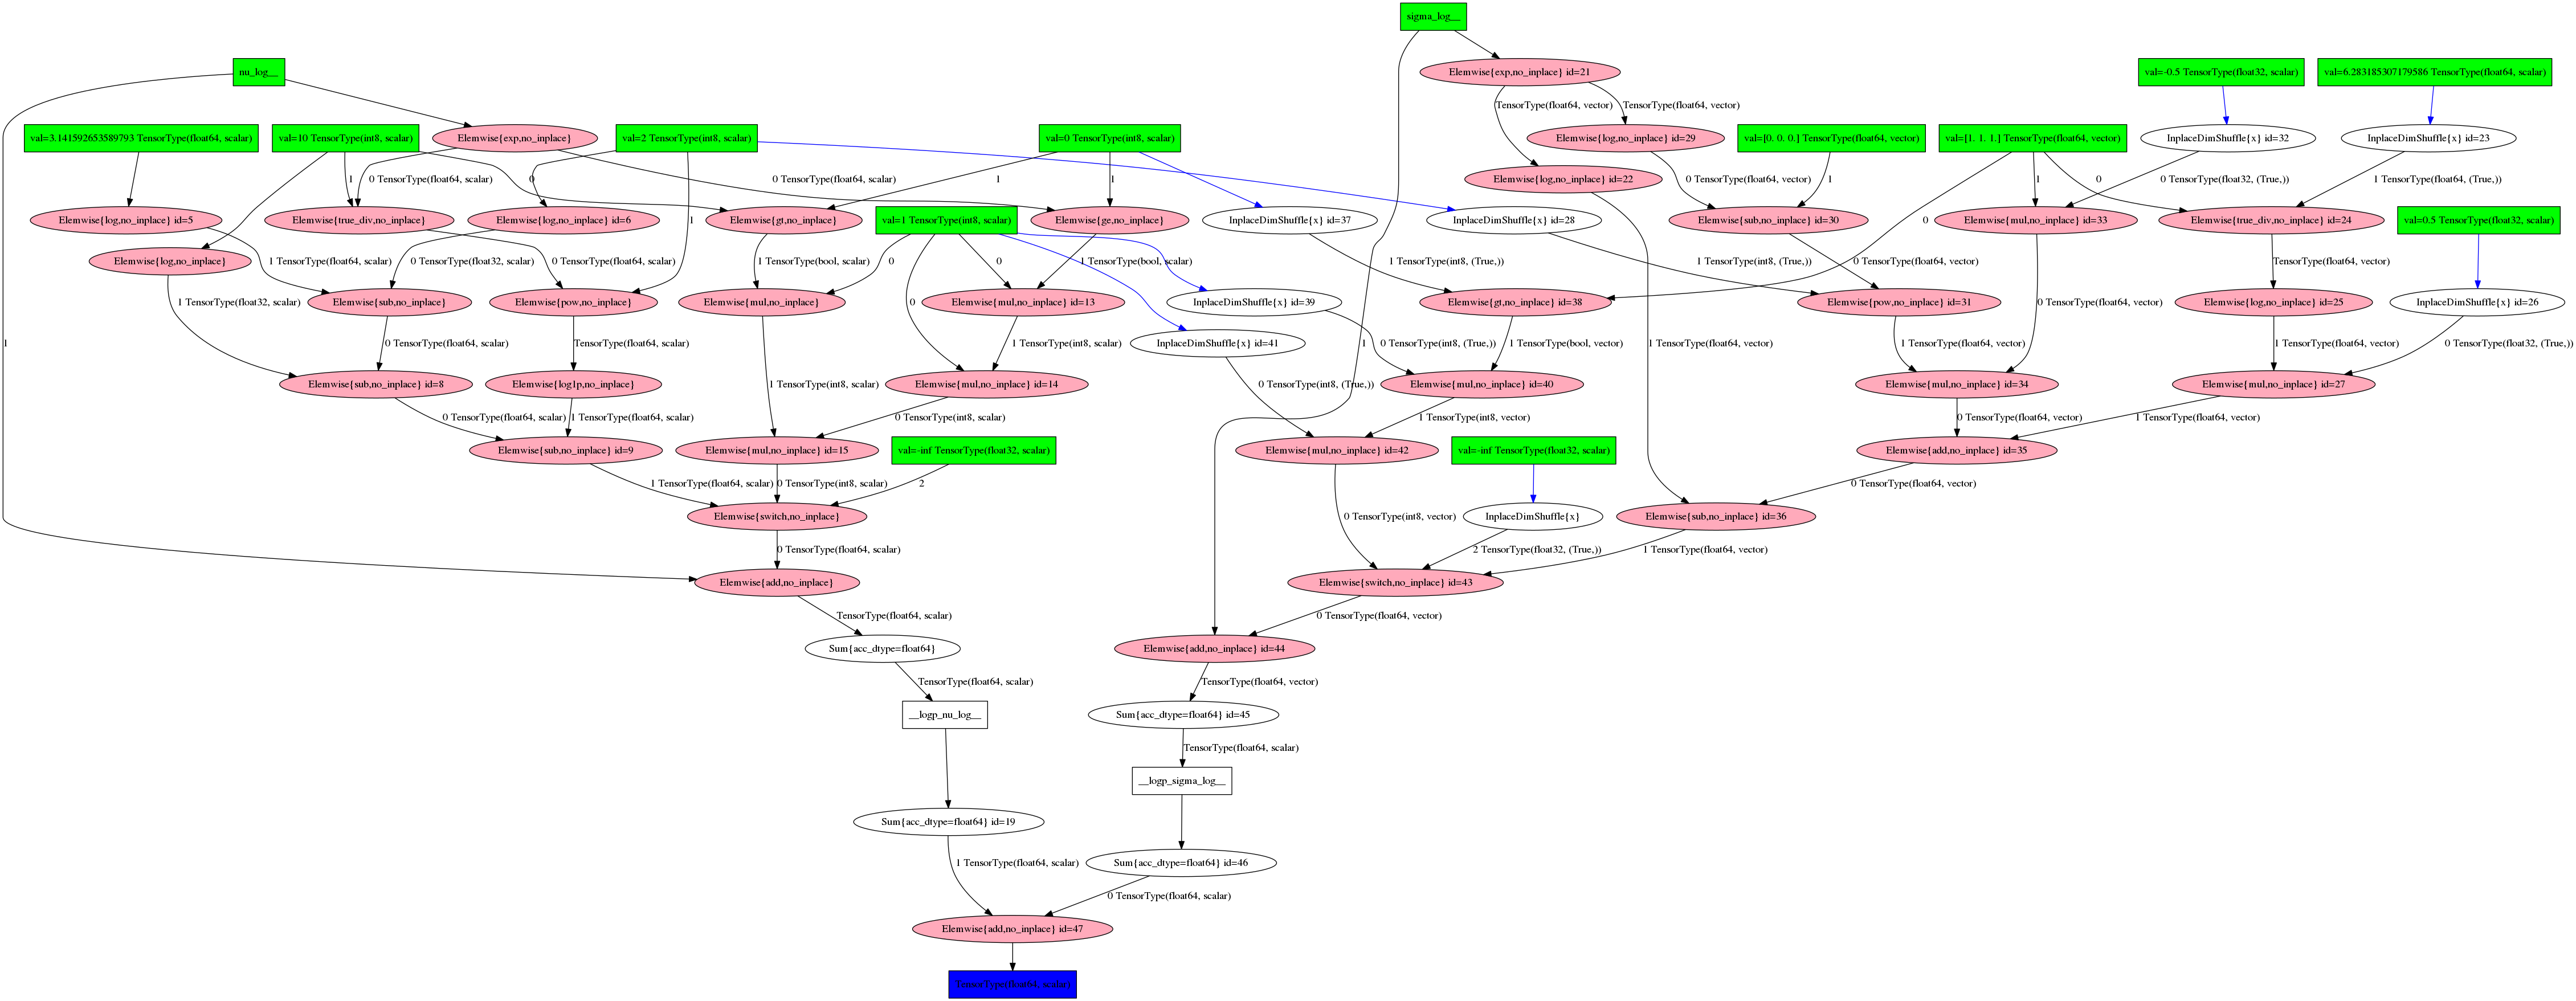 sigma_log__
nu_log__
Elemwise{exp,no_inplace} id=21
val=-0.5 TensorType(float32, scalar)
val=6.283185307179586 TensorType(float64, scalar)
TensorType(float64, vector)
TensorType(float64, vector)
val=3.141592653589793 TensorType(float64, scalar)
val=10 TensorType(int8, scalar)
Elemwise{exp,no_inplace}
val=2 TensorType(int8, scalar)
val=0 TensorType(int8, scalar)
Elemwise{log,no_inplace} id=29
val=[0. 0. 0.] TensorType(float64, vector)
val=[1. 1. 1.] TensorType(float64, vector)
InplaceDimShuffle{x} id=32
InplaceDimShuffle{x} id=23
1
0 TensorType(float64, scalar)
0
0 TensorType(float64, scalar)
1
1
Elemwise{log,no_inplace} id=22
0 TensorType(float64, vector)
1
1
0 TensorType(float32, (True,))
0
1 TensorType(float64, (True,))
Elemwise{log,no_inplace} id=5
Elemwise{true_div,no_inplace}
Elemwise{log,no_inplace} id=6
1
Elemwise{gt,no_inplace}
val=1 TensorType(int8, scalar)
Elemwise{ge,no_inplace}
InplaceDimShuffle{x} id=37
InplaceDimShuffle{x} id=28
Elemwise{sub,no_inplace} id=30
0
Elemwise{mul,no_inplace} id=33
Elemwise{true_div,no_inplace} id=24
val=0.5 TensorType(float32, scalar)
Elemwise{log,no_inplace}
1 TensorType(float64, scalar)
0 TensorType(float32, scalar)
0 TensorType(float64, scalar)
1 TensorType(bool, scalar)
0
0
1 TensorType(bool, scalar)
1 TensorType(int8, (True,))
1 TensorType(int8, (True,))
0 TensorType(float64, vector)
TensorType(float64, vector)
1 TensorType(float32, scalar)
Elemwise{sub,no_inplace}
Elemwise{pow,no_inplace}
Elemwise{mul,no_inplace}
0
Elemwise{mul,no_inplace} id=13
InplaceDimShuffle{x} id=39
Elemwise{gt,no_inplace} id=38
Elemwise{pow,no_inplace} id=31
0 TensorType(float64, vector)
Elemwise{log,no_inplace} id=25
InplaceDimShuffle{x} id=26
1
0 TensorType(float64, scalar)
TensorType(float64, scalar)
1 TensorType(int8, scalar)
InplaceDimShuffle{x} id=41
1
0 TensorType(int8, (True,))
1 TensorType(bool, vector)
1 TensorType(float64, vector)
1 TensorType(float64, vector)
1 TensorType(float64, vector)
0 TensorType(float32, (True,))
Elemwise{sub,no_inplace} id=8
Elemwise{log1p,no_inplace}
1 TensorType(int8, scalar)
Elemwise{mul,no_inplace} id=14
0 TensorType(int8, (True,))
Elemwise{mul,no_inplace} id=40
Elemwise{mul,no_inplace} id=34
Elemwise{mul,no_inplace} id=27
0 TensorType(float64, scalar)
1 TensorType(float64, scalar)
0 TensorType(int8, scalar)
1 TensorType(int8, vector)
0 TensorType(float64, vector)
1 TensorType(float64, vector)
Elemwise{sub,no_inplace} id=9
Elemwise{mul,no_inplace} id=15
val=-inf TensorType(float32, scalar)
Elemwise{mul,no_inplace} id=42
val=-inf TensorType(float32, scalar)
Elemwise{add,no_inplace} id=35
1 TensorType(float64, scalar)
0 TensorType(int8, scalar)
2
0 TensorType(float64, vector)
Elemwise{switch,no_inplace}
0 TensorType(int8, vector)
InplaceDimShuffle{x}
Elemwise{sub,no_inplace} id=36
0 TensorType(float64, scalar)
2 TensorType(float32, (True,))
1 TensorType(float64, vector)
Elemwise{add,no_inplace}
Elemwise{switch,no_inplace} id=43
TensorType(float64, scalar)
0 TensorType(float64, vector)
Sum{acc_dtype=float64}
Elemwise{add,no_inplace} id=44
TensorType(float64, scalar)
TensorType(float64, vector)
__logp_nu_log__
Sum{acc_dtype=float64} id=45
TensorType(float64, scalar)
__logp_sigma_log__
Sum{acc_dtype=float64} id=19
1 TensorType(float64, scalar)
Sum{acc_dtype=float64} id=46
0 TensorType(float64, scalar)
Elemwise{add,no_inplace} id=47
TensorType(float64, scalar)